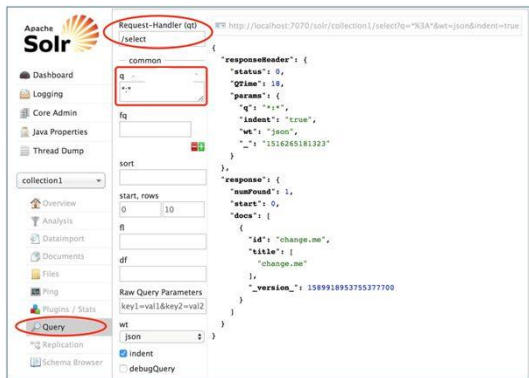 Apache
Solr
Dashboard
Logging
Core Admin
Java Properties
Thread Dump
collection1
Overview
Analysis
Dataimport
Documents
Files
Ping
Plugins / Stats
Query
Replication
Schema Browser
Request-Handler (qt)
/select
common
q
*:*
fq
sort
start, rows
0 10
fl
df
Raw Query Parameters
key1=val1&key2=val2
wt
json
indent
debugQuery
http://localhost:7070/solr/collection1/select?q=*%3A*&wt=json&indent=true
{
"responseHeader": {
"status": 0,
"QTime": 18,
"params": {
"q": "*:*",
"indent": "true",
"wt": "json",
"_": "1516265181323"
}
},
"response": {
"numFound": 1,
"start": 0,
"docs": [
{
"id": "change.me",
"title": [
"change.me"
],
"_version_": 1589918953755377700
}
]
}
}